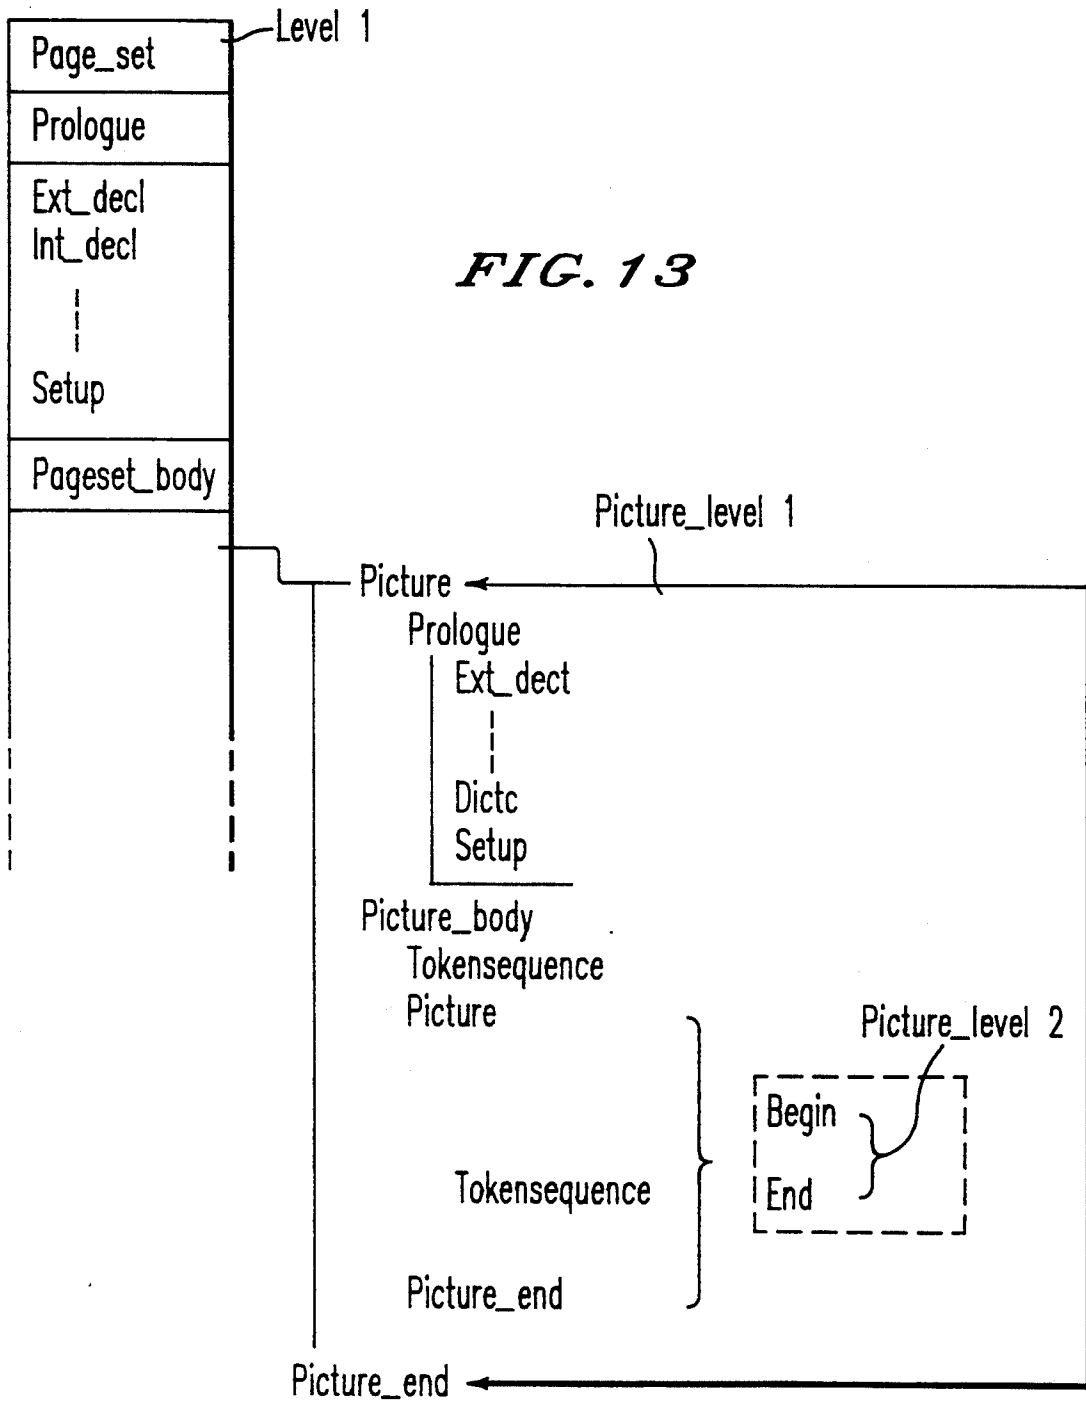 Level 1
Page_set
Prologue
Ext_decl
Int_decl
FIG. 13
Setup
Pageset_body
Picture_level 1
Picture
Prologue
Ext_dect
Dictc
Setup
Picture_body
Tokensequence
Picture
Picture_level 2
Begin
Tokensequence
End
Picture_end
Picture_end